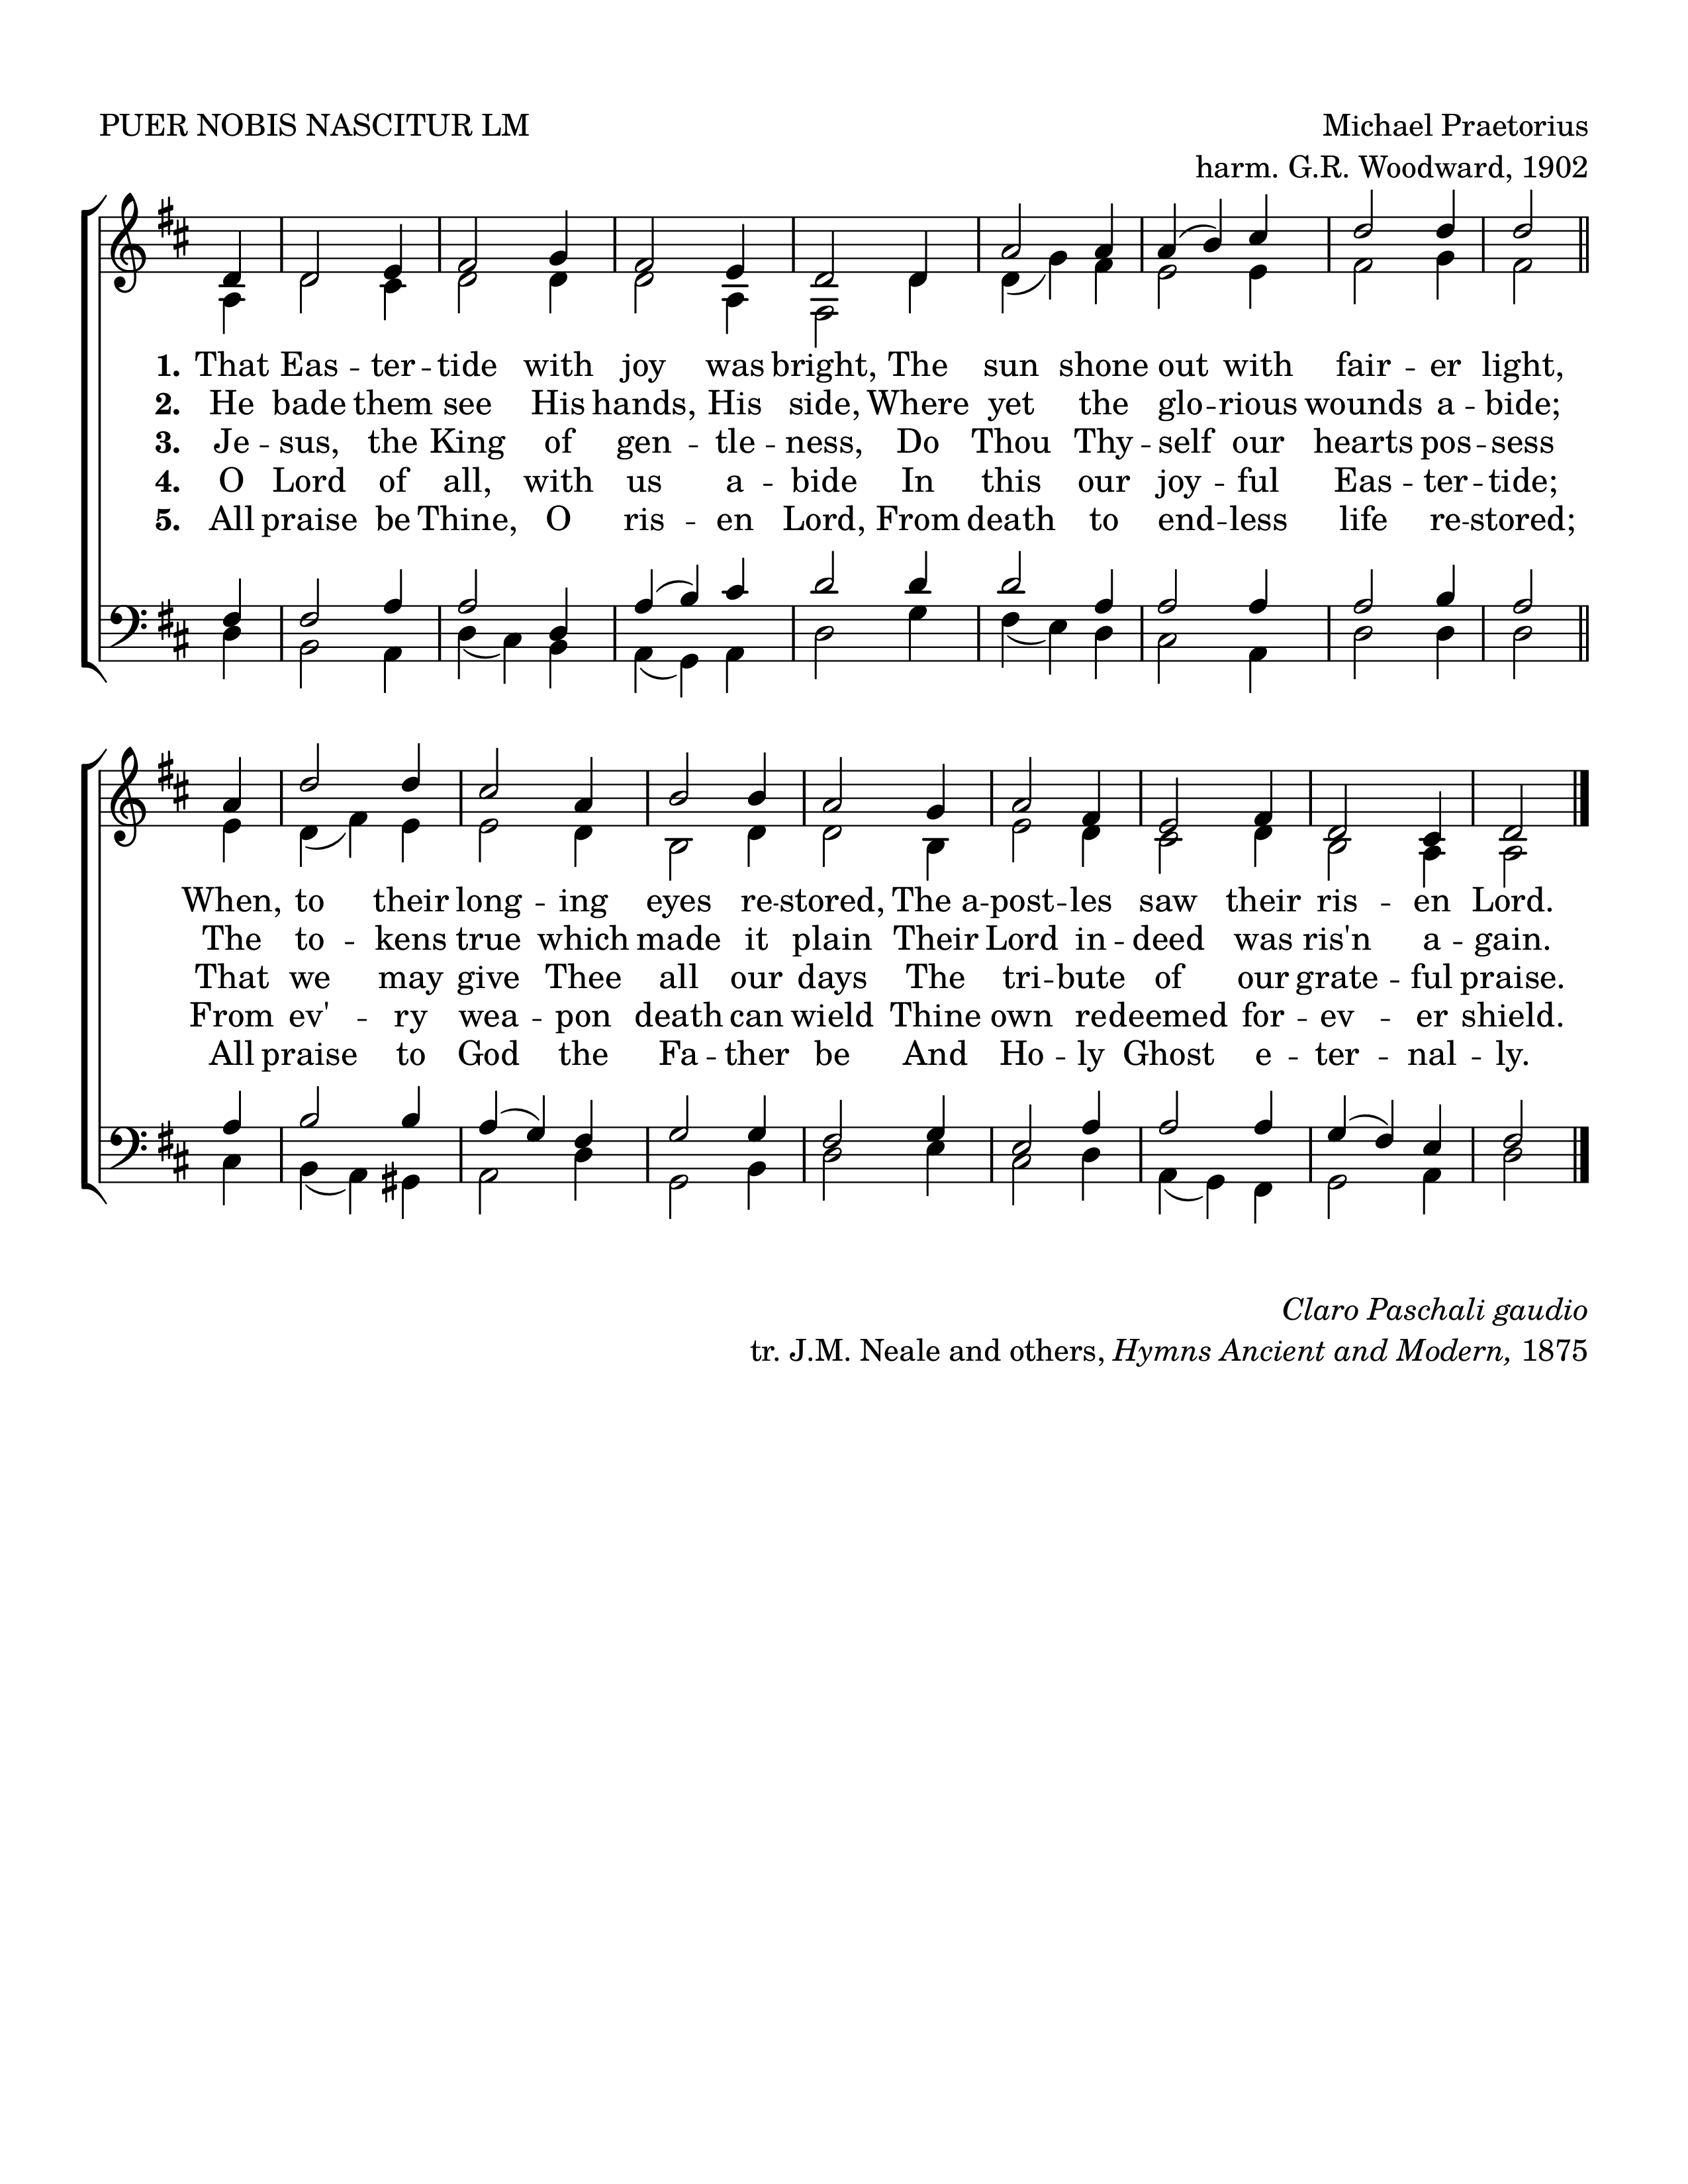 PUER NOBIS NASCITUR LM
Michael Praetorius
harm. G.R. Woodward, 1902
1. That Eas -- ter -- tide with joy was bright, The sun shone out with fair -- er light,
2. He bade them see His hands, His side, Where yet the glo -- rious wounds a -- bide;
3. Je -- sus, the King of gen -- tle -- ness, Do Thou Thy -- self our hearts pos -- sess
4. O Lord of all, with us a -- bide In this our joy -- ful Eas -- ter -- tide;
5. All praise be Thine, O ris -- en Lord, From death to end -- less life re -- stored;
When, to their long -- ing eyes re -- stored, The a -- post -- les saw their ris -- en Lord.
The to -- kens true which made it plain Their Lord in -- deed was ris'n a -- gain.
That we may give Thee all our days The tri -- bute of our grate -- ful praise.
From ev' -- ry wea -- pon death can wield Thine own redeemed for -- ev -- er shield.
All praise to God the Fa -- ther be And Ho -- ly Ghost e -- ter -- nal -- ly.
Claro Paschali gaudio
tr. J.M. Neale and others, Hymns Ancient and Modern, 1875